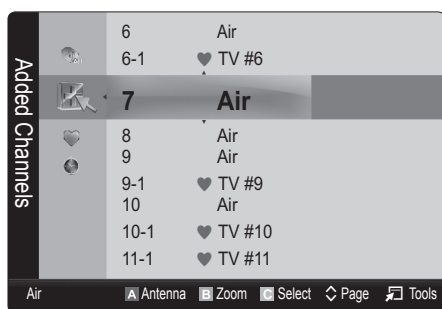 Added Channels
6 Air
6-1 ♥ TV #6
7 Air
8 Air
9 Air
9-1 ♥ TV #9
10 Air
10-1 ♥ TV #10
11-1 ♥ TV #11
Air A Antenna B Zoom C Select Page Tools